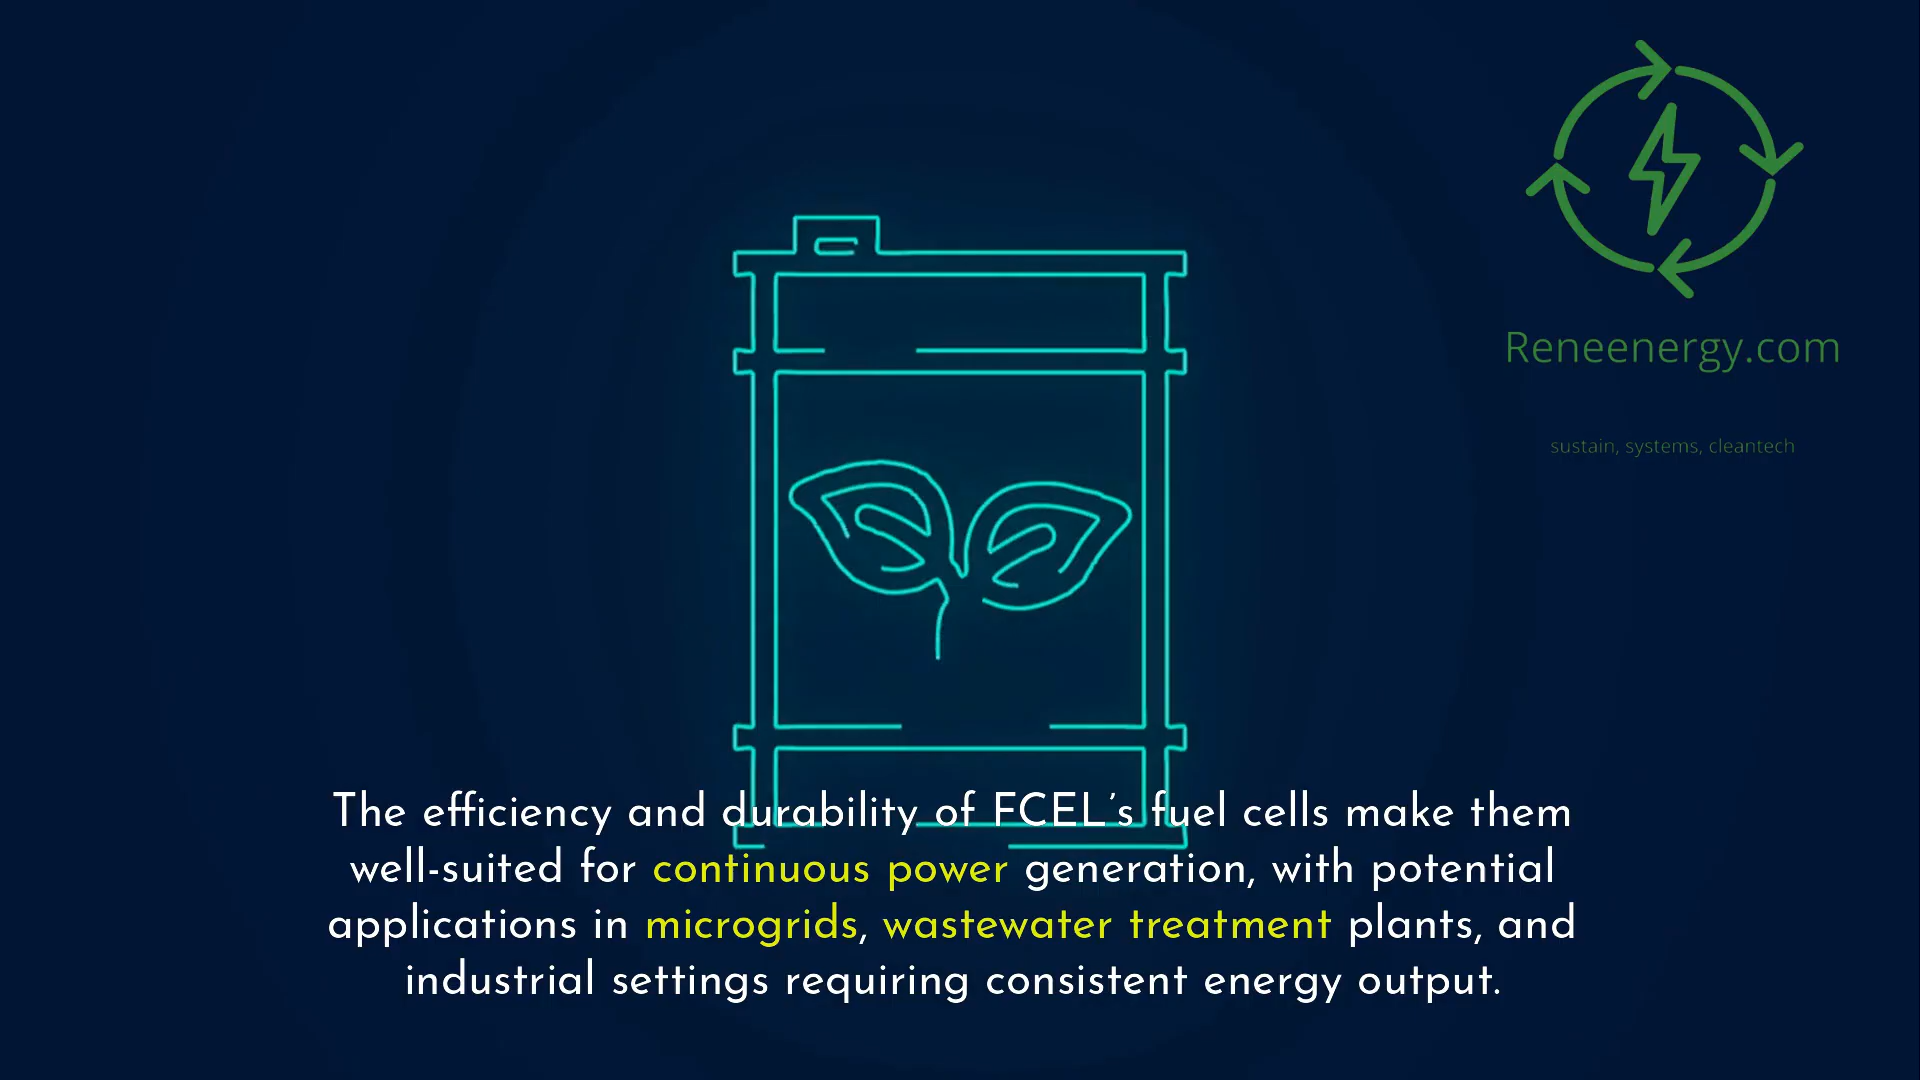 Reneenergy.com
sustain, systems, cleantech
The efficiency and durability of FCEL's fuel cells make them
well-suited for continuous power generation, with potential
applications in microgrids, wastewater treatment plants, and
industrial settings requiring consistent energy output.